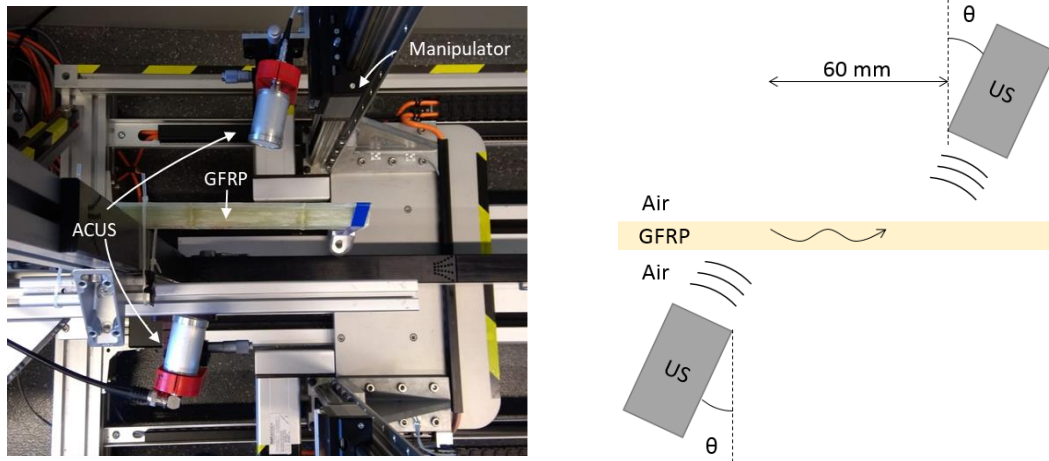 Manipulator
GFRP
ACUS
θ
60 mm
US
Air
GFRP
Air
US
θ